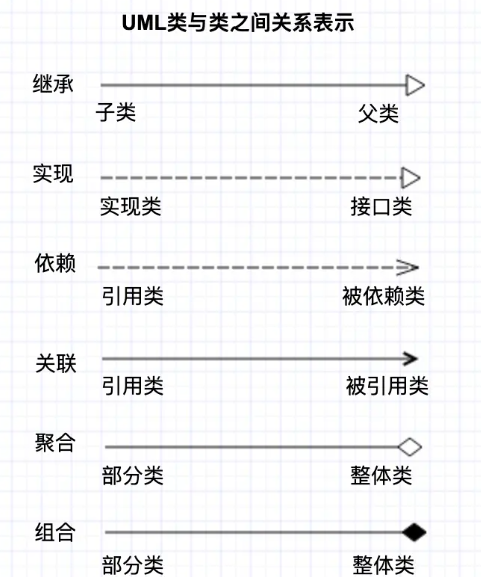 UML类与类之间关系表示
继承
子类 父类
实现
实现类 接口类
依赖
引用类 被依赖类
关联
引用类 被引用类
聚合
部分类 整体类
组合
部分类 整体类